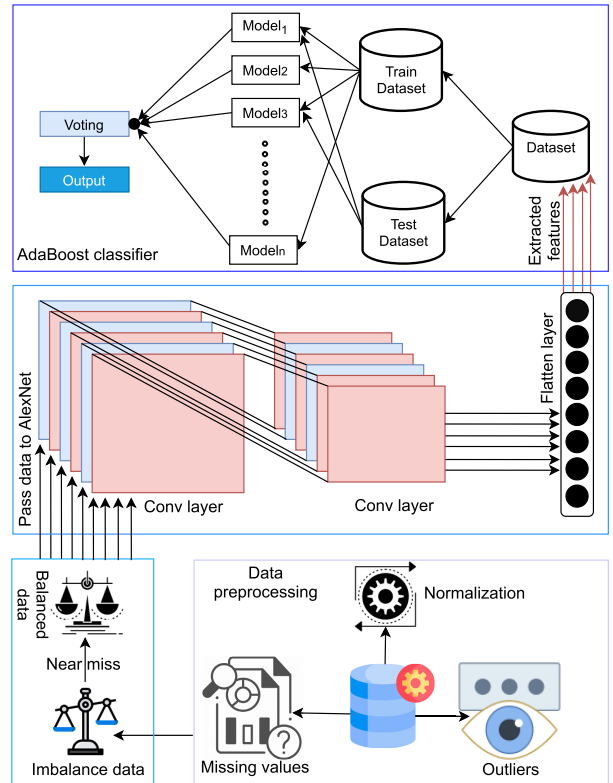 Model1
Model2
Model3
Modeln
Train
Dataset
Test
Dataset
Dataset
Voting
Output
AdaBoost classifier
Extracted
features
Pass data to AlexNet
Conv layer
Conv layer
Flatten layer
Balanced
data
Near miss
Imbalance data
Data
preprocessing
Normalization
Missing values
?
Outliers